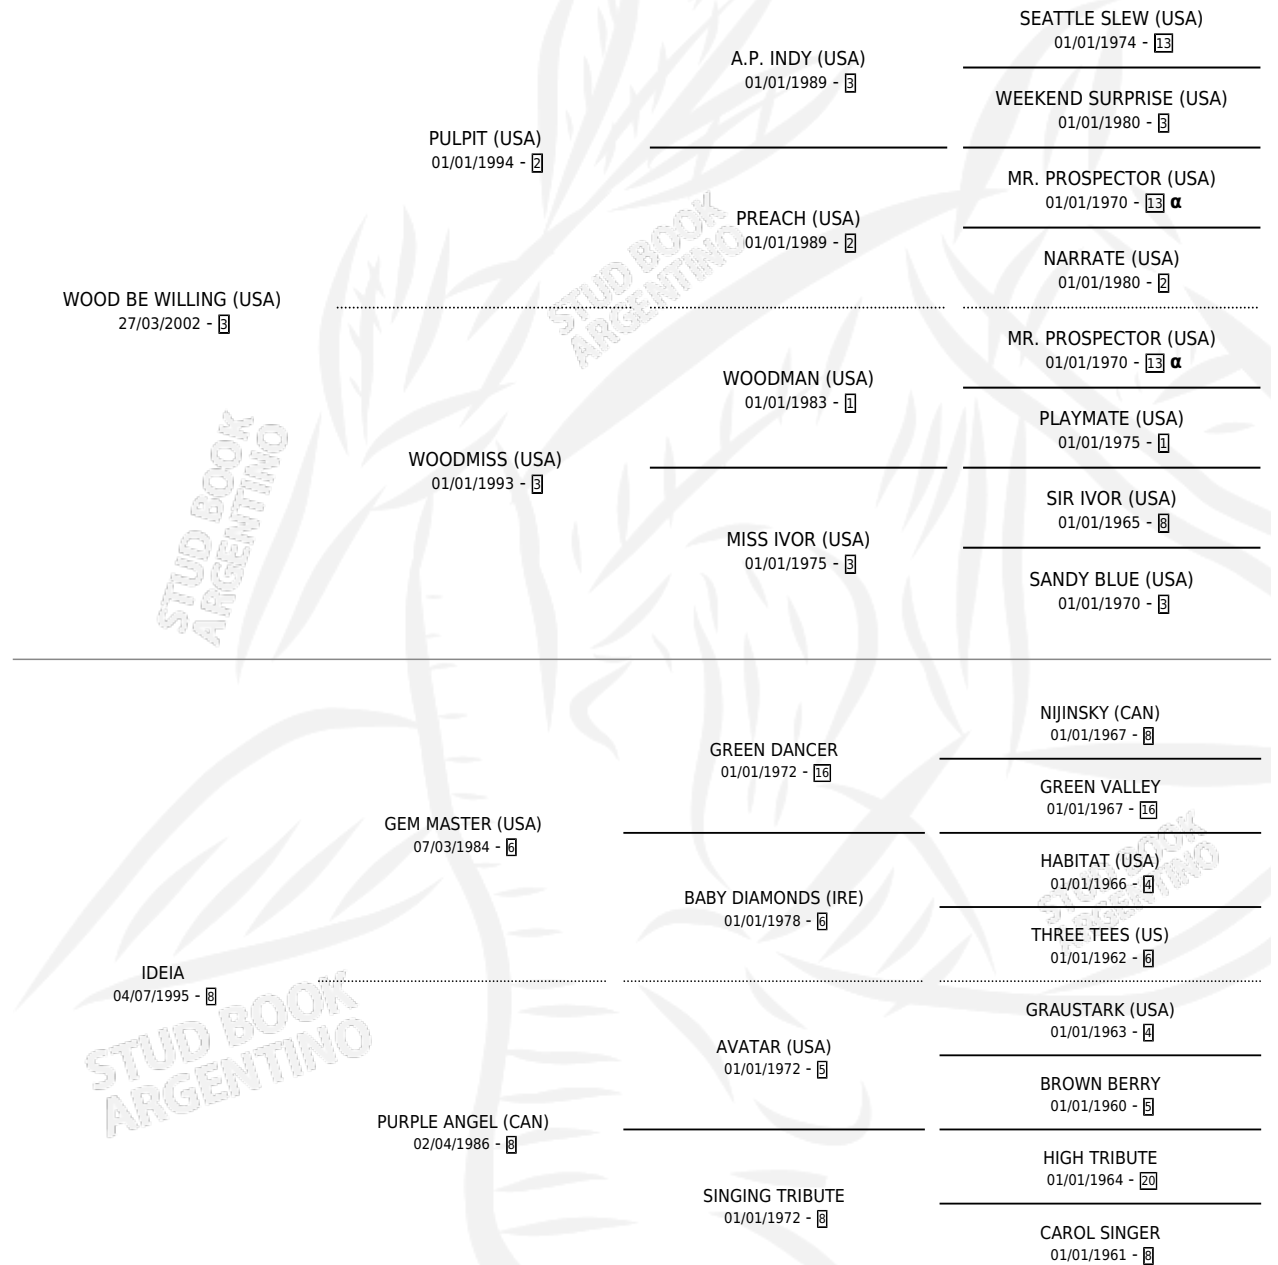 SEATTLE SLEW (USA)
01/01/1974 - 13
A.P. INDY (USA)
01/01/1989 - 3
WEEKEND SURPRISE (USA)
01/01/1980 - 3
PULPIT (USA)
01/01/1994 - 2
MR. PROSPECTOR (USA)
01/01/1970 - 13 α
PREACH (USA)
01/01/1989 - 2
NARRATE (USA)
01/01/1980 - 2
WOOD BE WILLING (USA)
27/03/2002 - 3
MR. PROSPECTOR (USA)
01/01/1970 - 13 α
WOODMAN (USA)
01/01/1983 - 1
PLAYMATE (USA)
01/01/1975 - 1
WOODMISS (USA)
01/01/1993 - 3
SIR IVOR (USA)
01/01/1965 - 8
MISS IVOR (USA)
01/01/1975 - 3
SANDY BLUE (USA)
01/01/1970 - 3
NIJINSKY (CAN)
01/01/1967 - 8
GREEN DANCER
01/01/1972 - 16
GREEN VALLEY
01/01/1967 - 16
GEM MASTER (USA)
07/03/1984 - 6
HABITAT (USA)
01/01/1966 - 4
BABY DIAMONDS (IRE)
01/01/1978 - 6
THREE TEES (US)
01/01/1962 - 6
IDEIA
04/07/1995 - 8
GRAUSTARK (USA)
01/01/1963 - 4
AVATAR (USA)
01/01/1972 - 5
BROWN BERRY
01/01/1960 - 5
PURPLE ANGEL (CAN)
02/04/1986 - 8
HIGH TRIBUTE
01/01/1964 - 20
SINGING TRIBUTE
01/01/1972 - 8
CAROL SINGER
01/01/1961 - 8
STUD BOOK
ARGENTINO
STUD BOOK
ARGENTINO
STUD BOOK
ARGENTINO
STUD BOOK
ARGENTINO